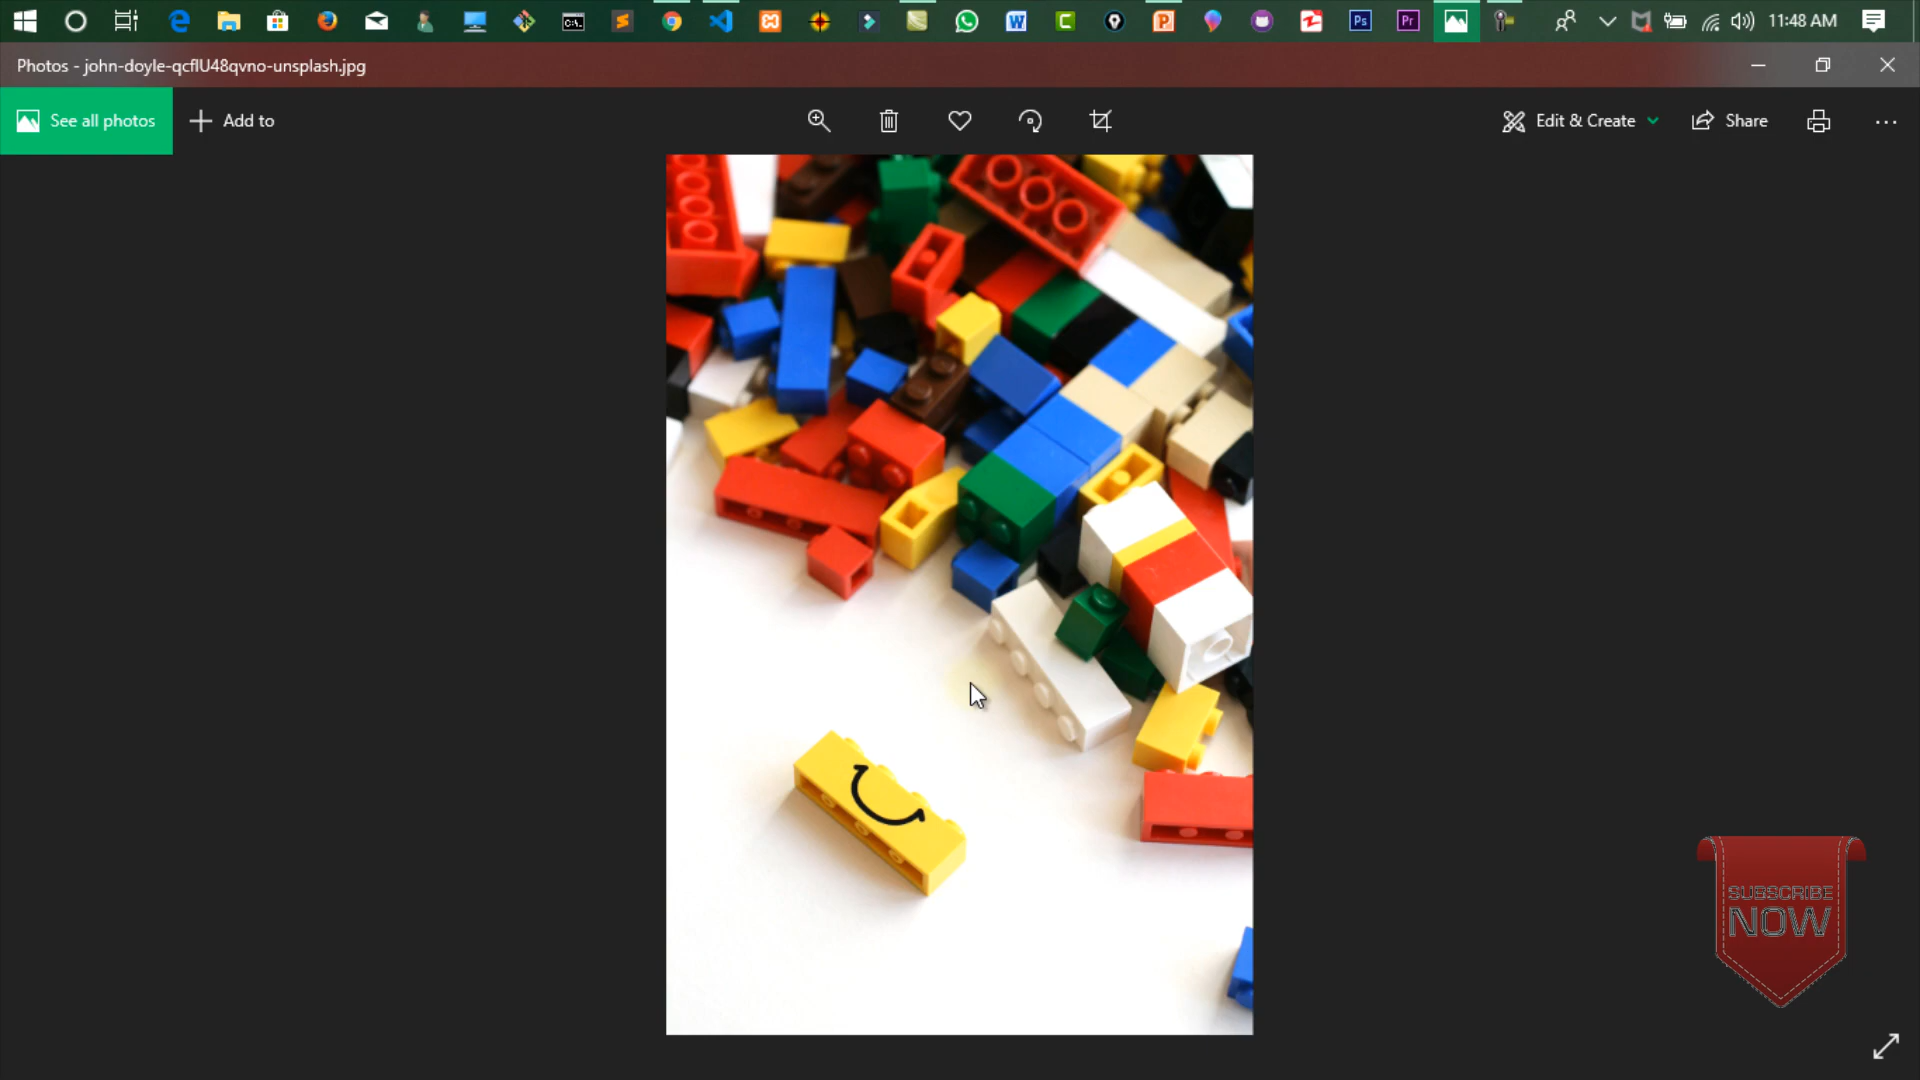 11:48 AM
Photos - john-doyle-qcflU48qvno-unsplash.jpg
See all photos
Add to
Edit & Create
Share
SUBSCRIBE
NOW